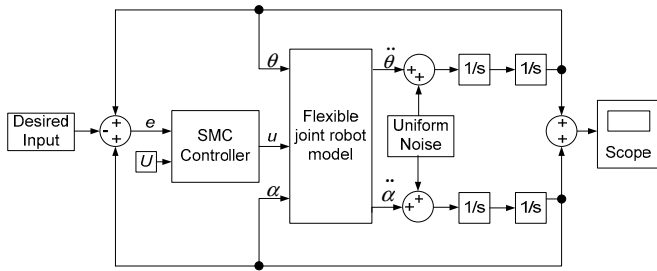 θ
θ̈
+
+
1/s
1/s
Desired
Input
-
+
+
e
SMC
Controller
U
u
Flexible
joint robot
model
Uniform
Noise
+
+
Scope
α
α̈
+
+
1/s
1/s